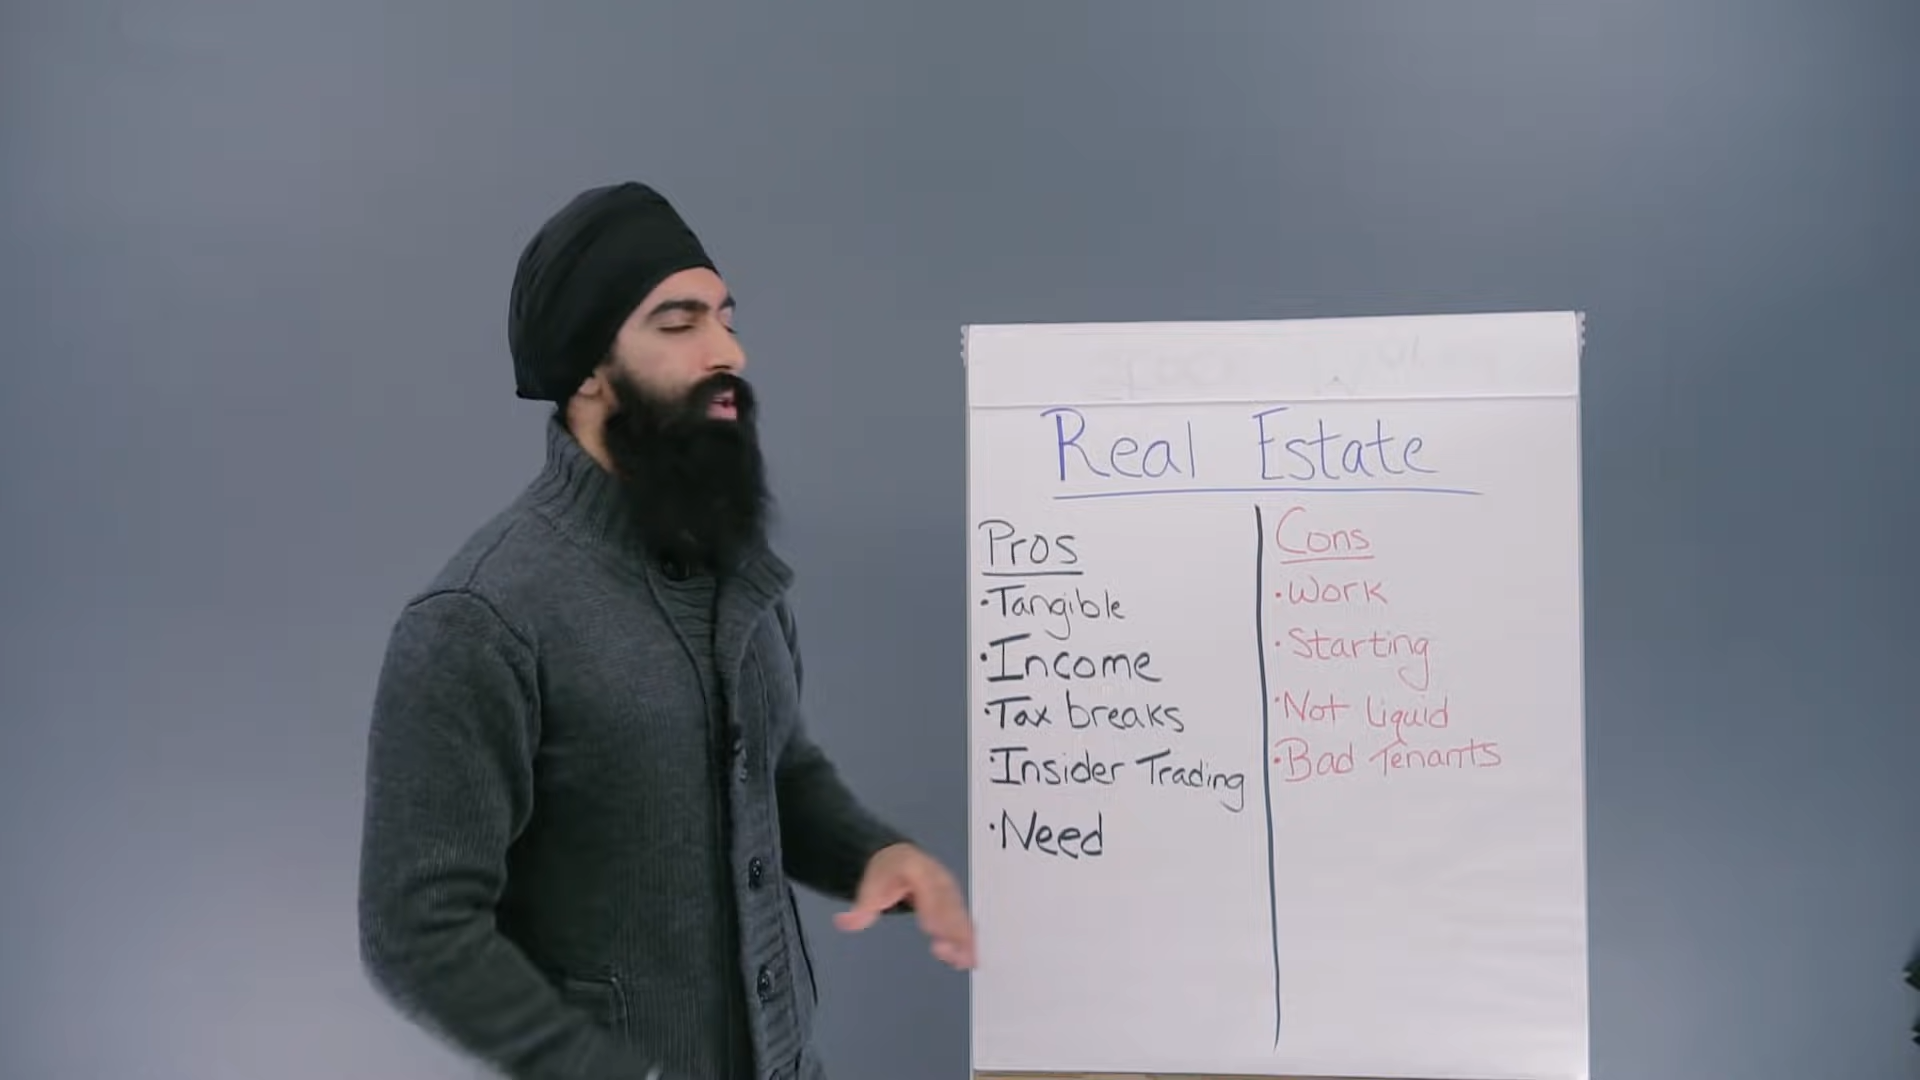 Real Estate
Pros
·Tangible
·Income
·Tax breaks
·Insider Trading
·Need
Cons
·Work
·Starting
·Not liquid
·Bad Tenants